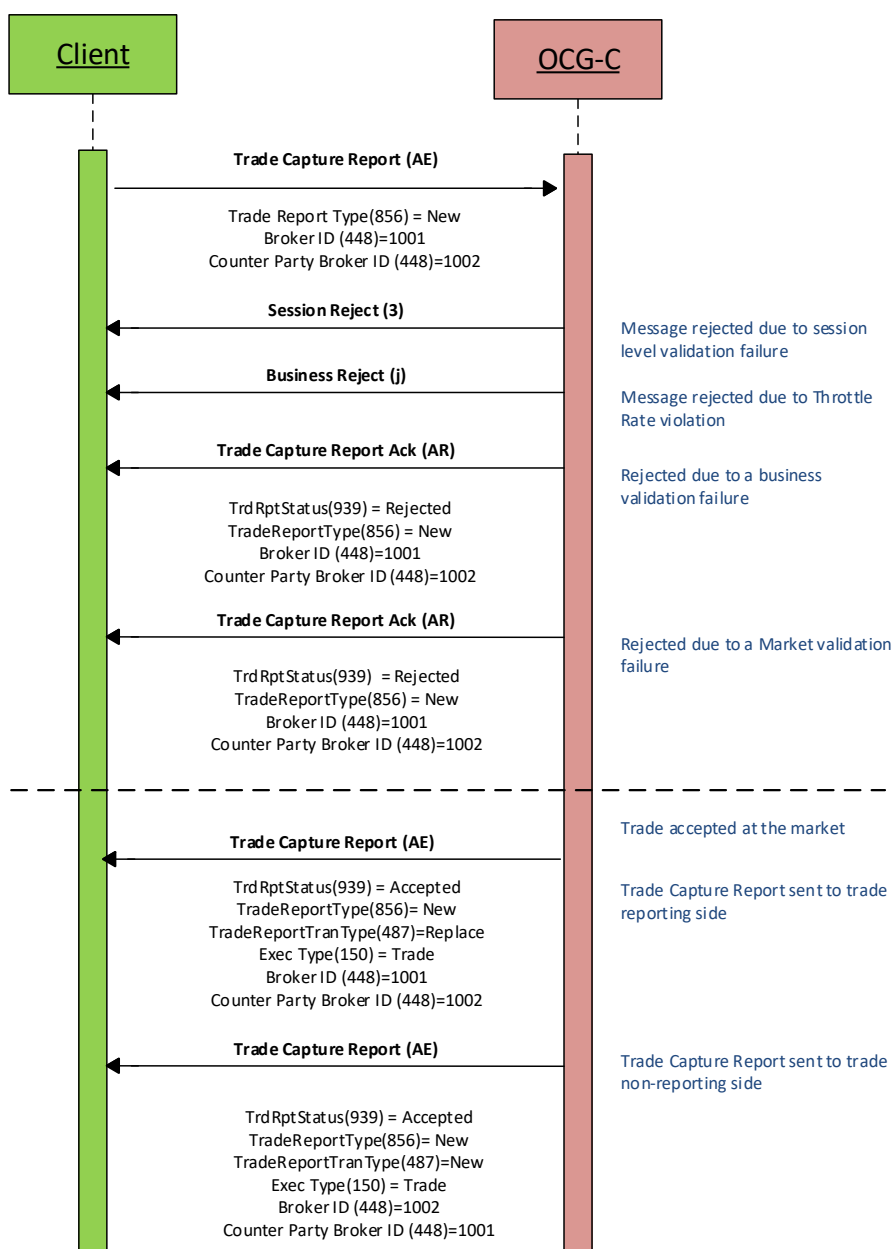 Client
OCG-C
Trade Capture Report (AE)
Trade Report Type(856) = New
Broker ID (448)=1001
Counter Party Broker ID (448)=1002
Session Reject (3)
Message rejected due to session
level validation failure
Business Reject (j)
Message rejected due to Throttle
Rate violation
Trade Capture Report Ack (AR)
Rejected due to a business
validation failure
TrdRptStatus(939) = Rejected
TradeReportType(856) = New
Broker ID (448)=1001
Counter Party Broker ID (448)=1002
Trade Capture Report Ack (AR)
Rejected due to a Market validation
failure
TrdRptStatus(939) = Rejected
TradeReportType(856) = New
Broker ID (448)=1001
Counter Party Broker ID (448)=1002
Trade accepted at the market
Trade Capture Report (AE)
TrdRptStatus(939) = Accepted
TradeReportType(856)= New
TradeReportTranType(487)=Replace
Exec Type(150) = Trade
Broker ID (448)=1001
Counter Party Broker ID (448)=1002
Trade Capture Report sent to trade
reporting side
Trade Capture Report (AE)
Trade Capture Report sent to trade
non-reporting side
TrdRptStatus(939) = Accepted
TradeReportType(856)= New
TradeReportTranType(487)=New
Exec Type(150) = Trade
Broker ID (448)=1002
Counter Party Broker ID (448)=1001